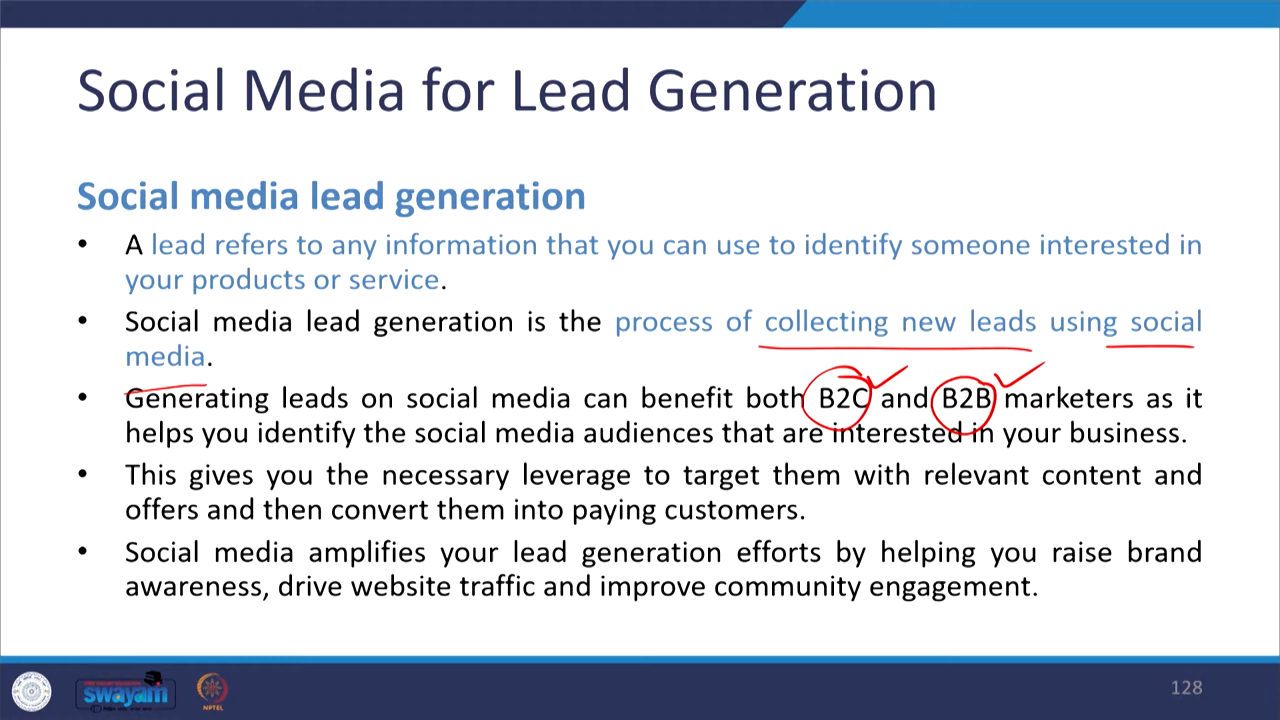 Social Media for Lead Generation
Social media lead generation
• A lead refers to any information that you can use to identify someone interested in
your products or service.
• Social media lead generation is the process of collecting new leads using social
media.
• Generating leads on social media can benefit both B2C and B2B marketers as it
helps you identify the social media audiences that are interested in your business.
• This gives you the necessary leverage to target them with relevant content and
offers and then convert them into paying customers.
• Social media amplifies your lead generation efforts by helping you raise brand
awareness, drive website traffic and improve community engagement.
swayam
NPTEL
128